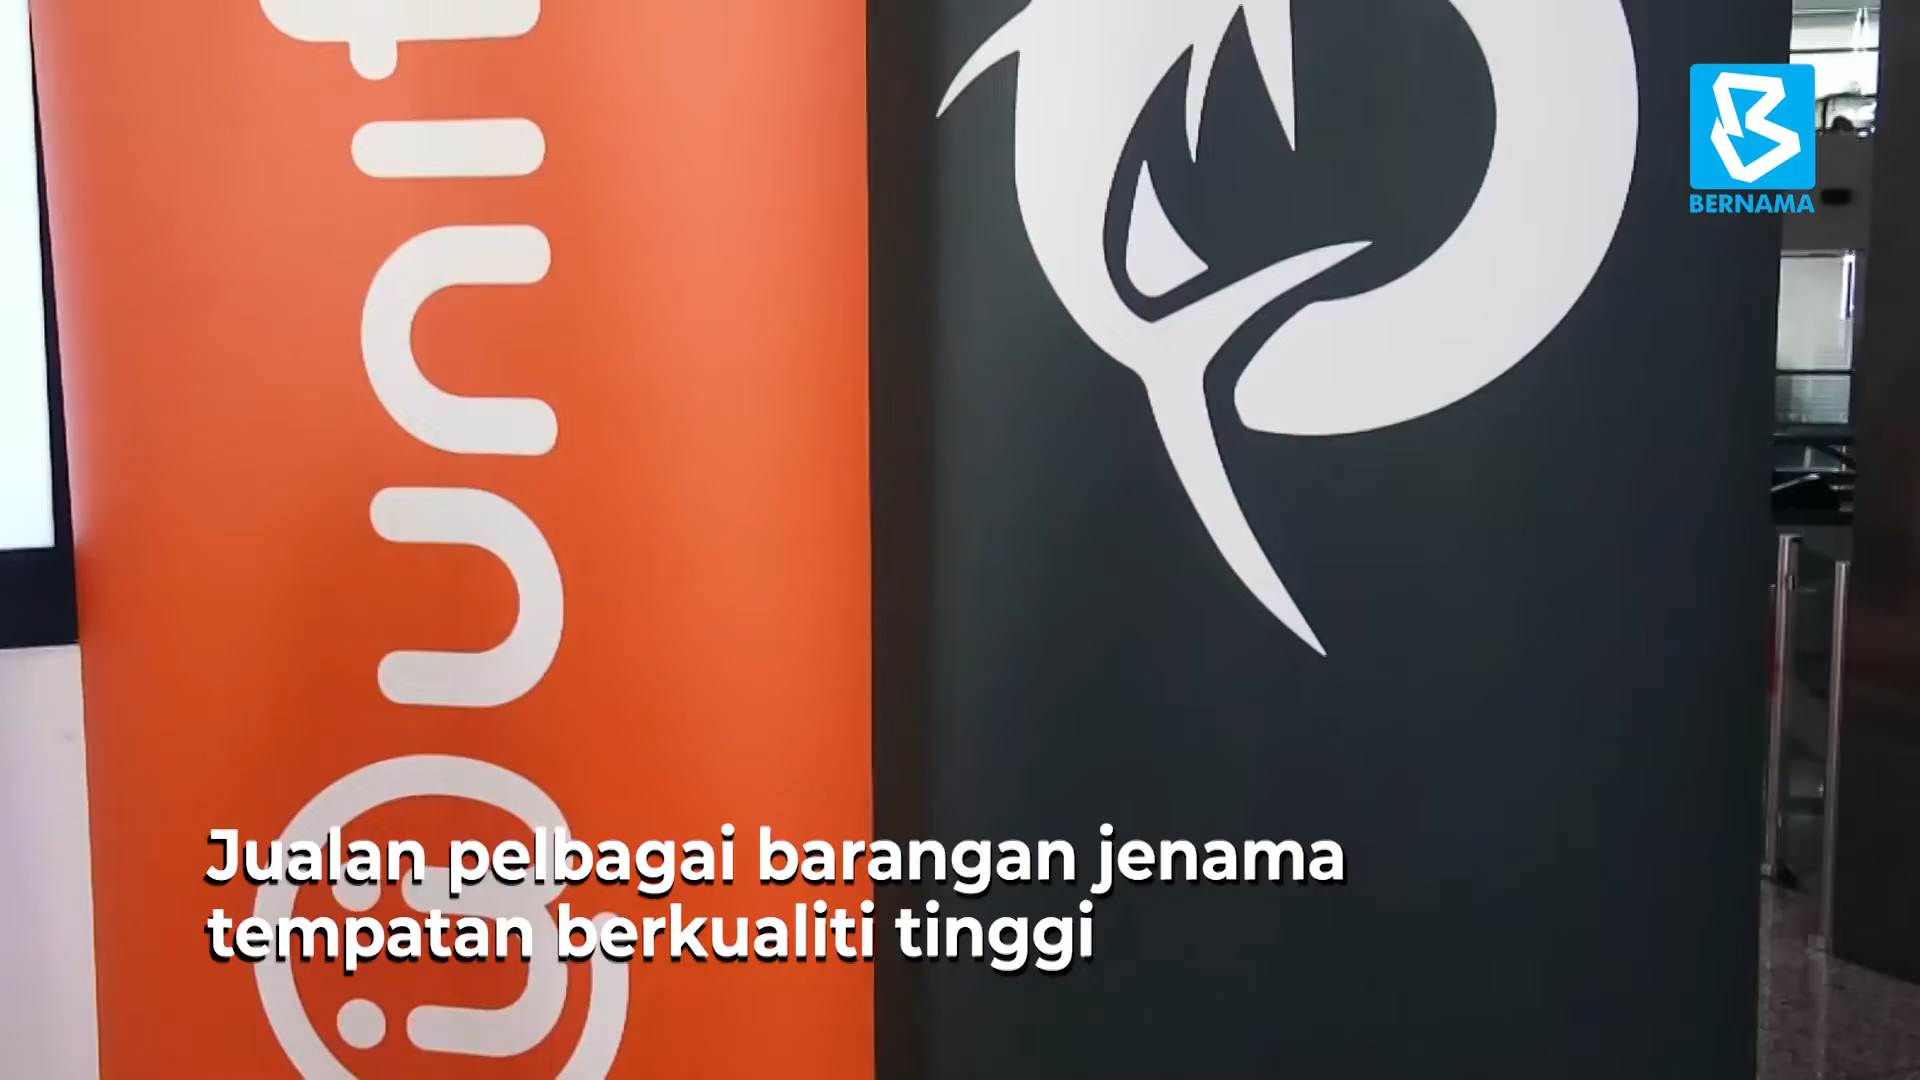 BERNAMA
Jualan pelbagai barangan jenama
tempatan berkualiti tinggi